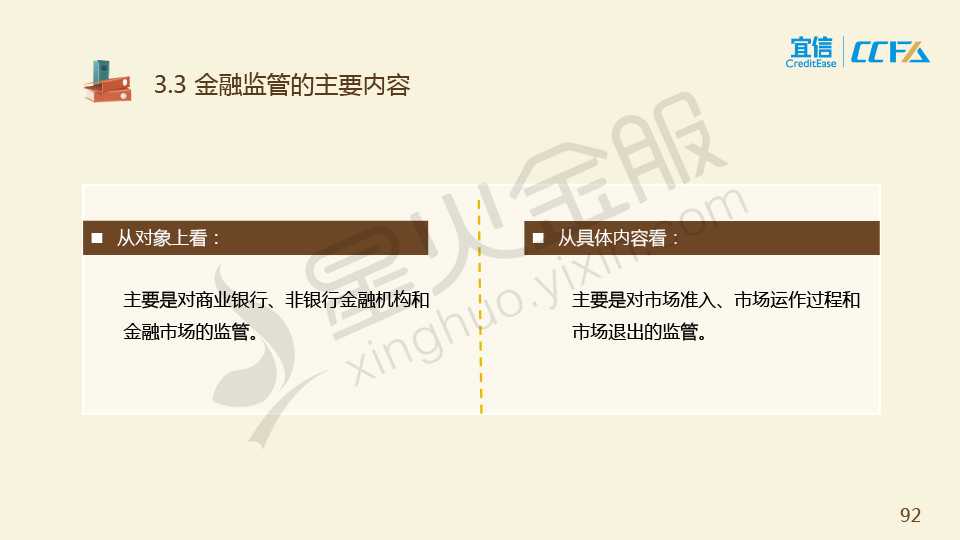 宜信
CreditEase
CCFA
3.3 金融监管的主要内容
从对象上看：
主要是对商业银行、非银行金融机构和
金融市场的监管。
从具体内容看：
主要是对市场准入、市场运作过程和
市场退出的监管。
星火金服
xinghuo.yixin.com
92